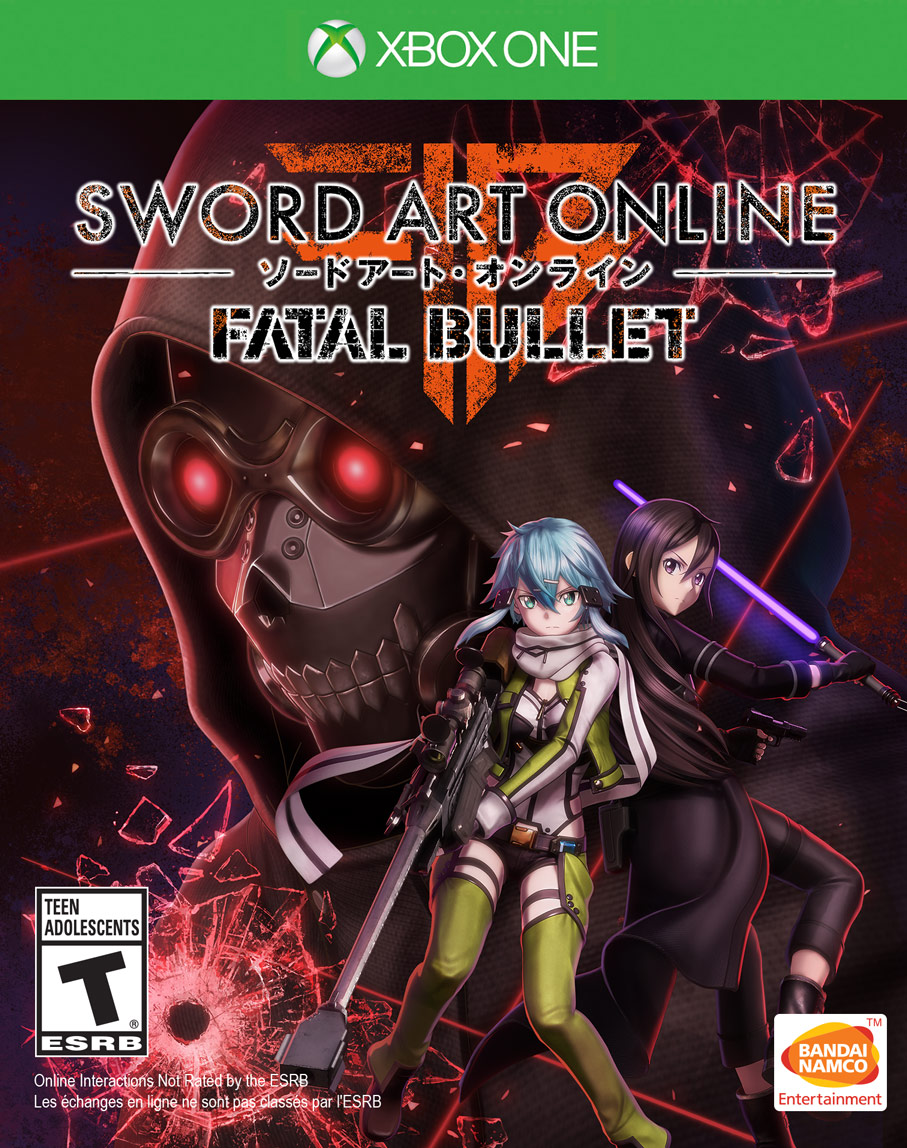 XBOX ONE
SWORD ART ONLINE
ソードアート・オンライン
FATAL BULLET
TEEN
ADOLESCENTS
T®
ESRB
Online Interactions Not Rated by the ESRB
Les échanges en ligne ne sont pas classés par l'ESRB
TM
BANDAI
NAMCO
Entertainment